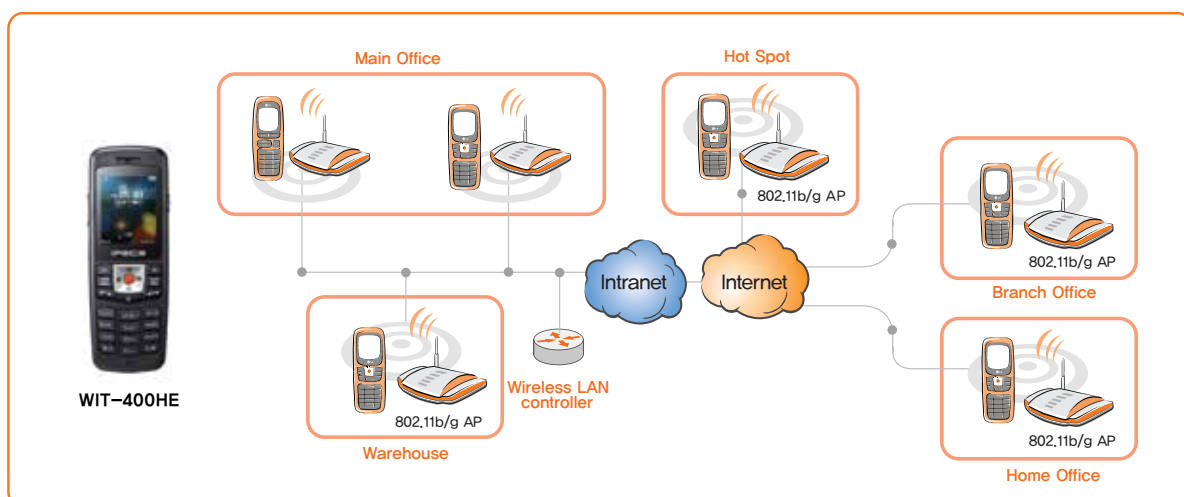 Main Office
Hot Spot
802.11b/g AP
802.11b/g AP
Branch Office
Intranet
Internet
iPECS
WIT-400HE
802.11b/g AP
Warehouse
Wireless LAN
controller
802.11b/g AP
Home Office